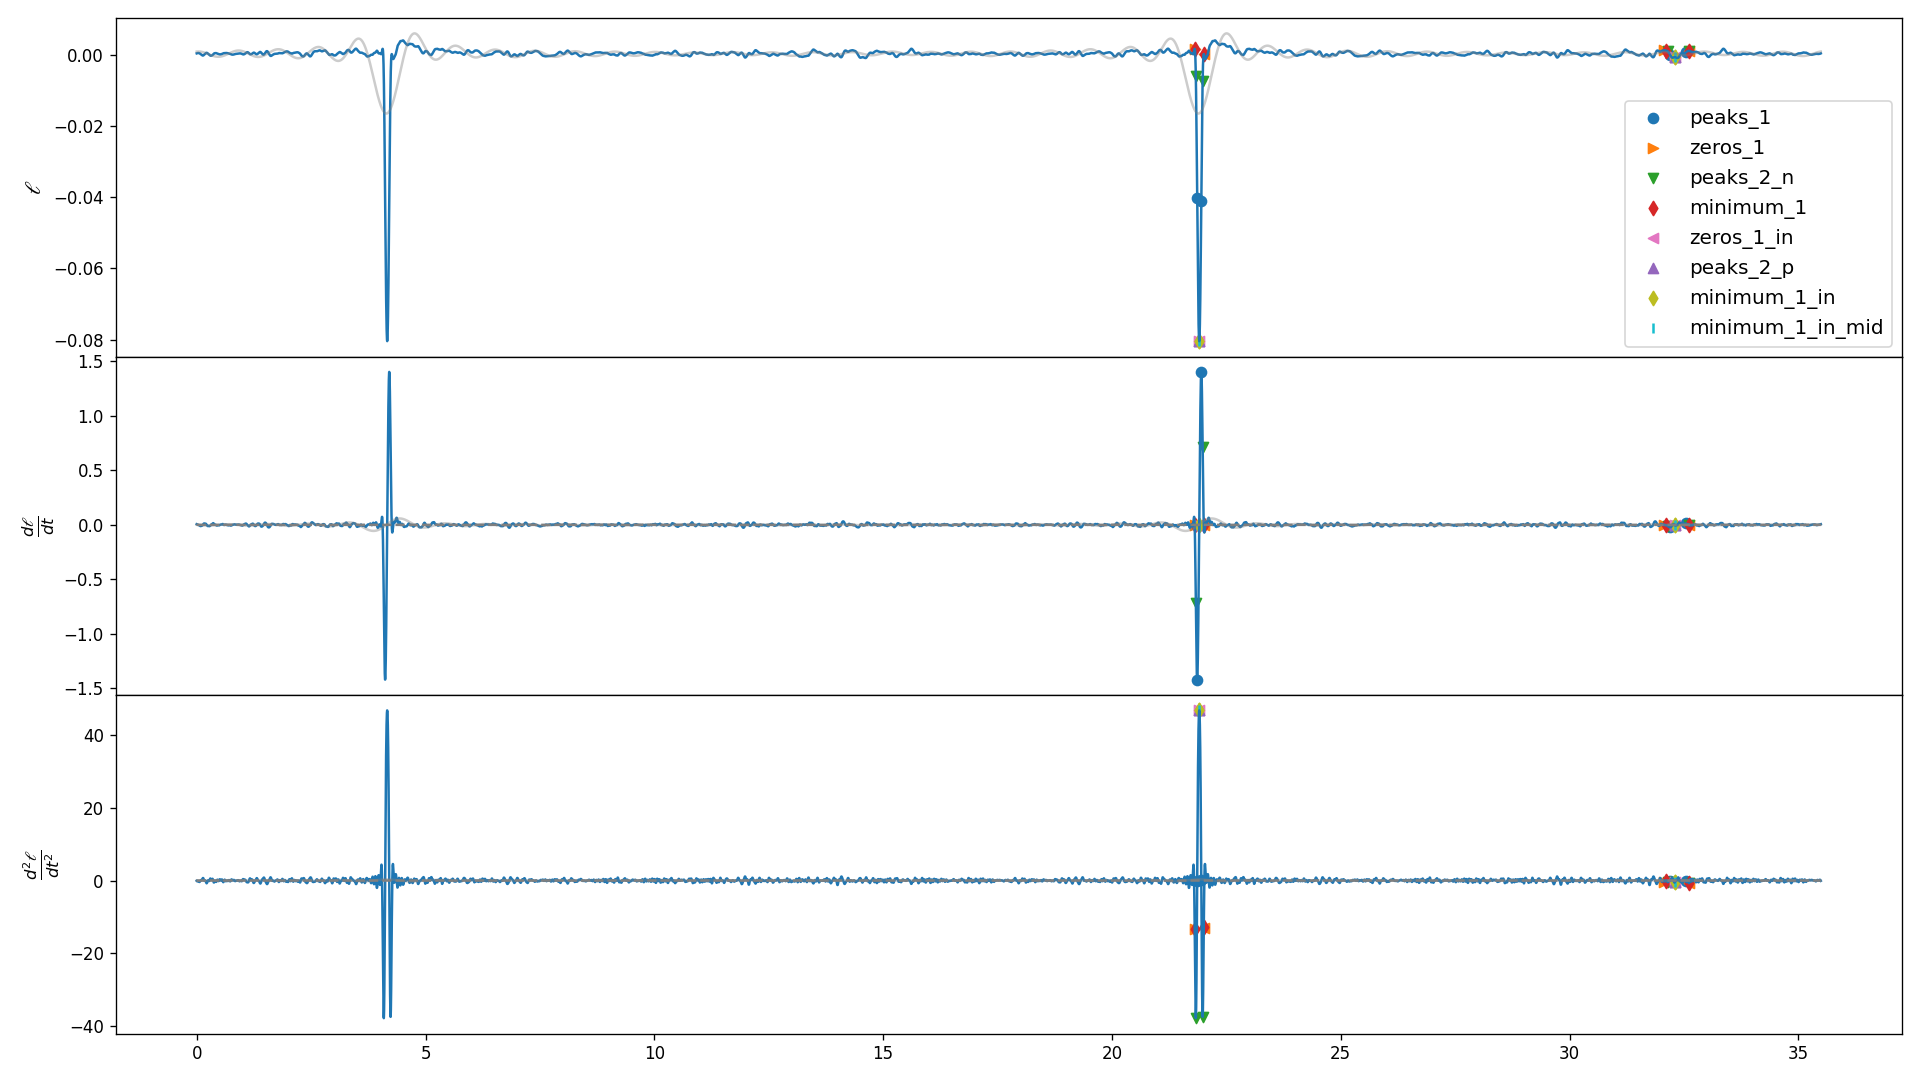 0.00
−0.02
−0.04
−0.06
−0.08
ℓ
peaks_1
zeros_1
peaks_2_n
minimum_1
zeros_1_in
peaks_2_p
minimum_1_in
minimum_1_in_mid
1.5
1.0
0.5
0.0
−0.5
−1.0
−1.5
dℓ
dt
40
20
0
−20
−40
d²ℓ
dt²
0 5 10 15 20 25 30 35